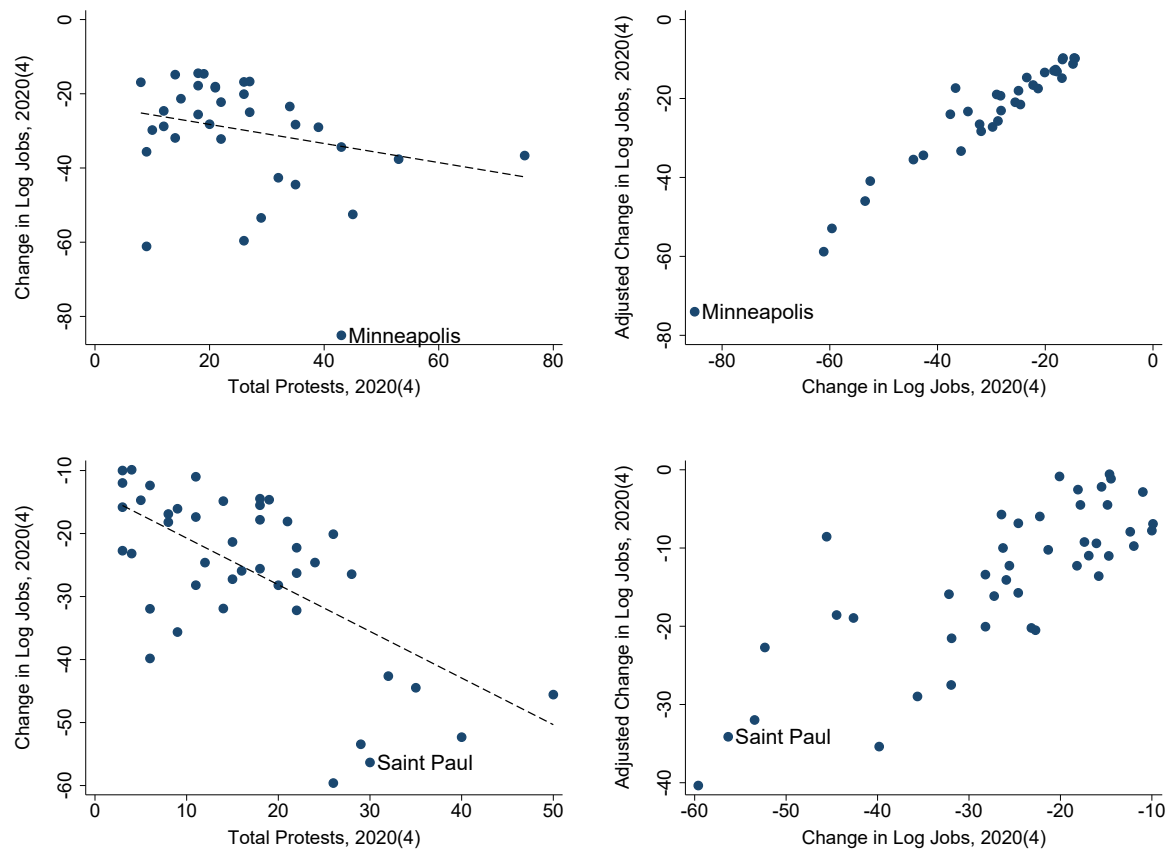 Change in Log Jobs, 2020(4)
0
-20
-40
-60
-80
Minneapolis
0 20 40 60 80
Total Protests, 2020(4)
Adjusted Change in Log Jobs, 2020(4)
0
-20
-40
-60
-80
Minneapolis
-80 -60 -40 -20 0
Change in Log Jobs, 2020(4)
Change in Log Jobs, 2020(4)
-10
-20
-30
-40
-50
-60
Saint Paul
0 10 20 30 40 50
Total Protests, 2020(4)
Adjusted Change in Log Jobs, 2020(4)
0
-10
-20
-30
-40
Saint Paul
-60 -50 -40 -30 -20 -10
Change in Log Jobs, 2020(4)